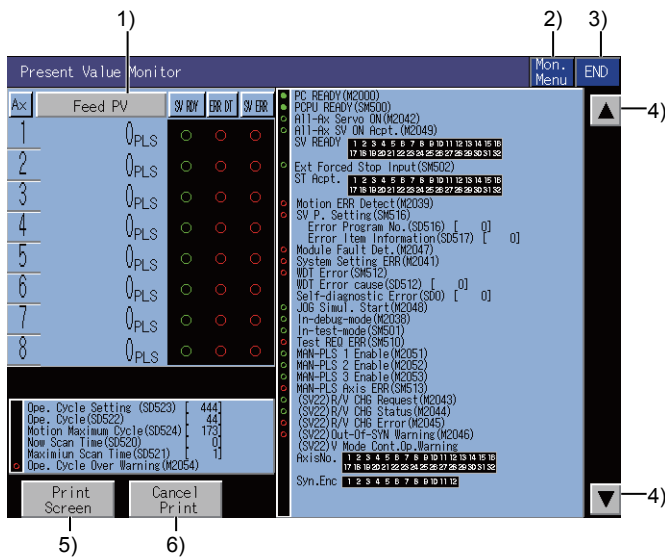 1)
2)
3)
Present Value Monitor
Mon. Menu
END
Ax
Feed PV
SV RDY
ERR DT
SV ERR
1 0PLS
2 0PLS
3 0PLS
4 0PLS
5 0PLS
6 0PLS
7 0PLS
8 0PLS
Ope. Cycle Setting (SD523) [ 444]
Ope. Cycle(SD522) [ 44]
Motion Maximum Cycle(SD524) [ 173]
Now Scan Time(SD520) [ 0]
Maximiun Scan Time(SD521) [ 1]
Ope. Cycle Over Warning(M2054)
Print Screen
Cancel Print
5)
6)
PC READY(M2000)
PCPU READY(SM500)
All-Ax Servo ON(M2042)
All-Ax SV ON Acpt.(M2049)
SV READY 1 2 3 4 5 6 7 8 9 10 11 12 13 14 15 16
17 18 19 20 21 22 23 24 25 26 27 28 29 30 31 32
Ext Forced Stop Input(SM502)
ST Acpt. 1 2 3 4 5 6 7 8 9 10 11 12 13 14 15 16
17 18 19 20 21 22 23 24 25 26 27 28 29 30 31 32
Motion ERR Detect(M2039)
SV P. Setting(SM516)
Error Program No.(SD516) [ 0]
Error Item Information(SD517) [ 0]
Module Fault Det.(M2047)
System Setting ERR(M2041)
WDT Error(SM512)
WDT Error cause(SD512) [ 0]
Self-diagnostic Error(SD0) [ 0]
JOG Simul. Start(M2048)
In-debug-mode(M2038)
In-test-mode(SM501)
Test REQ ERR(SM510)
MAN-PLS 1 Enable(M2051)
MAN-PLS 2 Enable(M2052)
MAN-PLS 3 Enable(M2053)
MAN-PLS Axis ERR(SM513)
(SV22)R/V CHG Request(M2043)
(SV22)R/V CHG Status(M2044)
(SV22)R/V CHG Error(M2045)
(SV22)Out-Of-SYN Warning(M2046)
(SV22)V Mode Cont.Op.Warning
AxisNo. 1 2 3 4 5 6 7 8 9 10 11 12 13 14 15 16
17 18 19 20 21 22 23 24 25 26 27 28 29 30 31 32
Syn.Enc 1 2 3 4 5 6 7 8 9 10 11 12
4)
4)